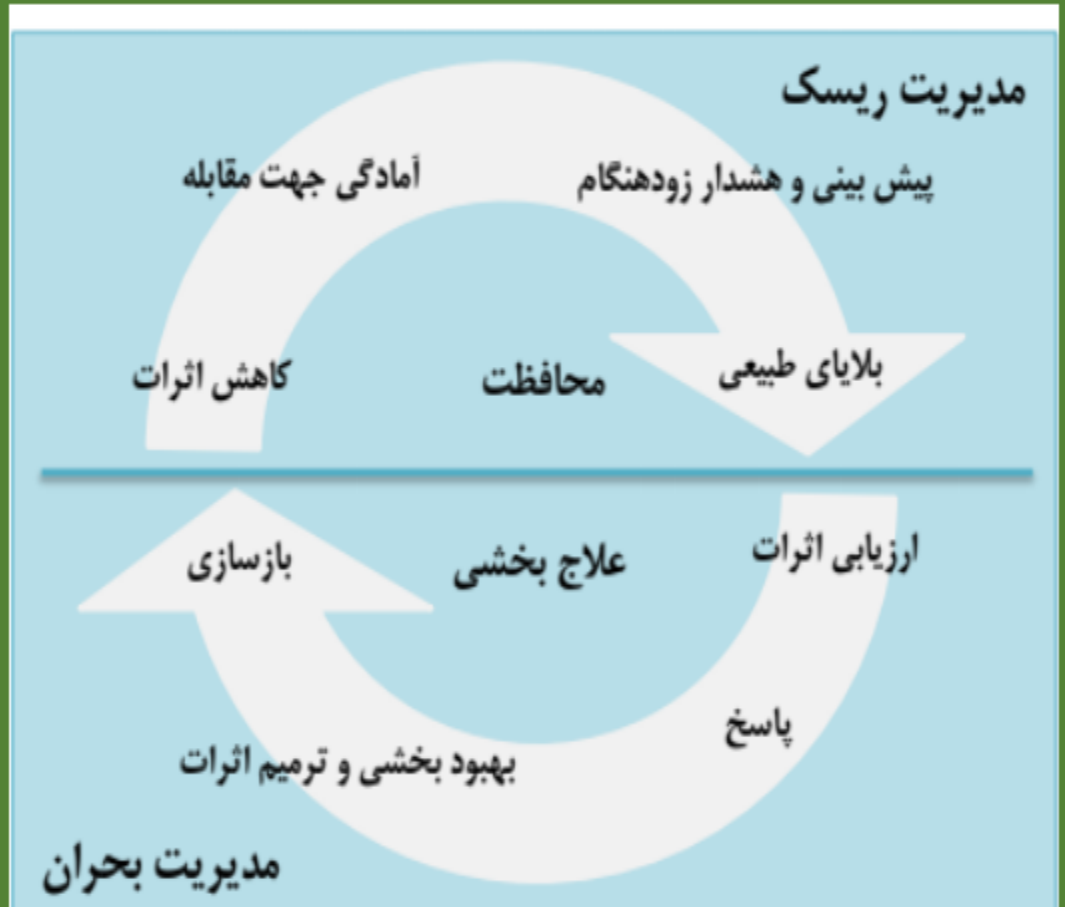 مدیریت ریسک
پیش بینی و هشدار زودهنگام
آمادگی جهت مقابله
بلایای طبیعی
محافظت
کاهش اثرات
ارزیابی اثرات
علاج بخشی
بازسازی
پاسخ
بهبود بخشی و ترمیم اثرات
مدیریت بحران